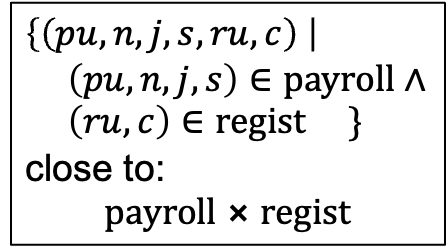 {(pu, n, j, s, ru, c) |
(pu, n, j, s) ∈ payroll ∧
(ru, c) ∈ regist }
close to:
payroll × regist